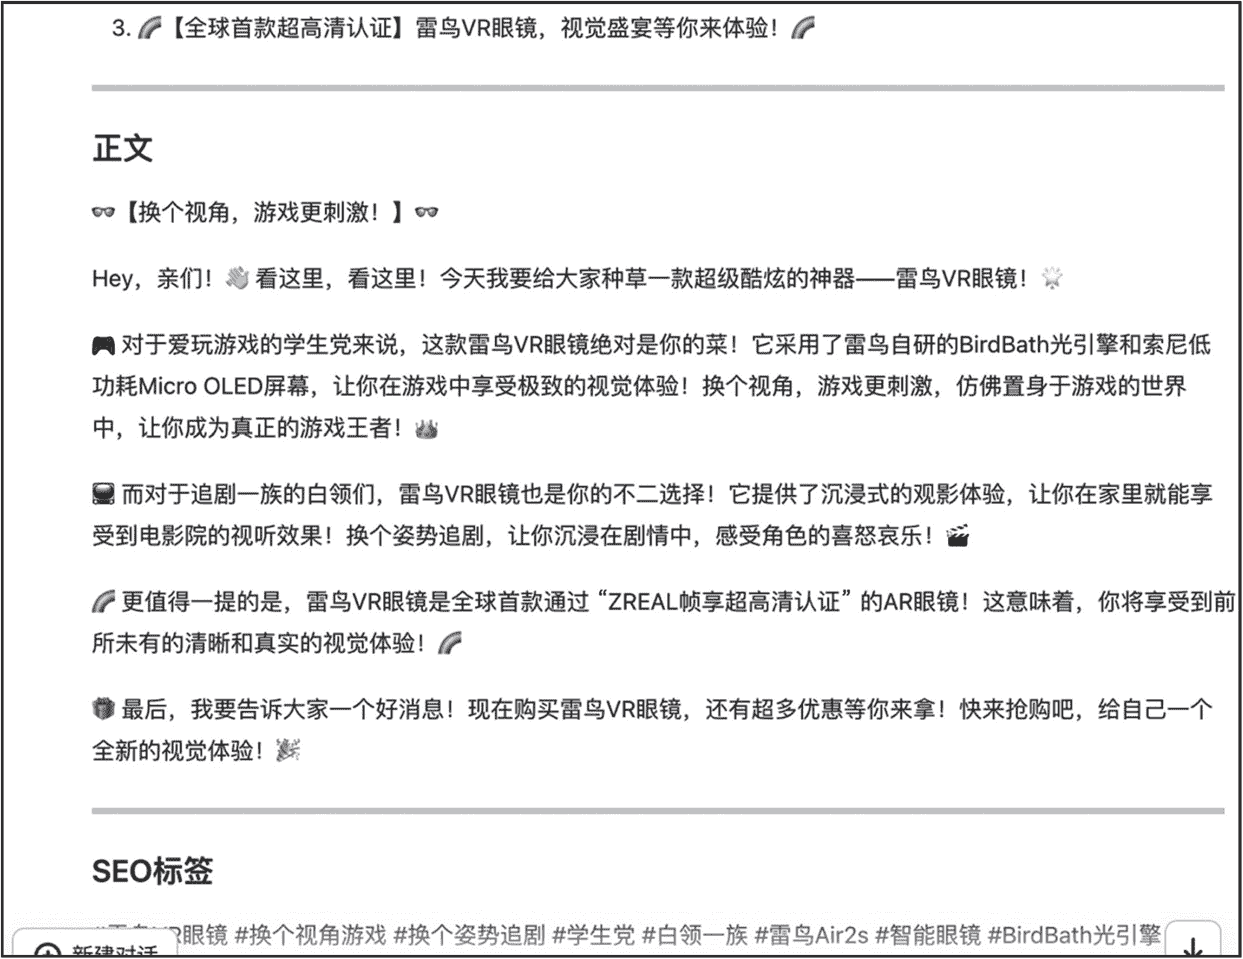 3. 🌈【全球首款超高清认证】雷鸟VR眼镜，视觉盛宴等你来体验！🌈
正文
👓【换个视角，游戏更刺激！】👓
Hey，亲们！👋 看这里，看这里！今天我要给大家种草一款超级酷炫的神器——雷鸟VR眼镜！🌟
🎮 对于爱玩游戏的学生党来说，这款雷鸟VR眼镜绝对是你的菜！它采用了雷鸟自研的BirdBath光引擎和索尼低
功耗Micro OLED屏幕，让你在游戏中享受极致的视觉体验！换个视角，游戏更刺激，仿佛置身于游戏的世界
中，让你成为真正的游戏王者！👑
📺 而对于追剧一族的白领们，雷鸟VR眼镜也是你的不二选择！它提供了沉浸式的观影体验，让你在家里就能享
受到电影院的视听效果！换个姿势追剧，让你沉浸在剧情中，感受角色的喜怒哀乐！🎬
🌈 更值得一提的是，雷鸟VR眼镜是全球首款通过 “ZREAL帧享超高清认证” 的AR眼镜！这意味着，你将享受到前
所未有的清晰和真实的视觉体验！🌈
🎁 最后，我要告诉大家一个好消息！现在购买雷鸟VR眼镜，还有超多优惠等你来拿！快来抢购吧，给自己一个
全新的视觉体验！🎉
SEO标签
#雷鸟VR眼镜 #换个视角游戏 #换个姿势追剧 #学生党 #白领一族 #雷鸟Air2s #智能眼镜 #BirdBath光引擎
新建对话